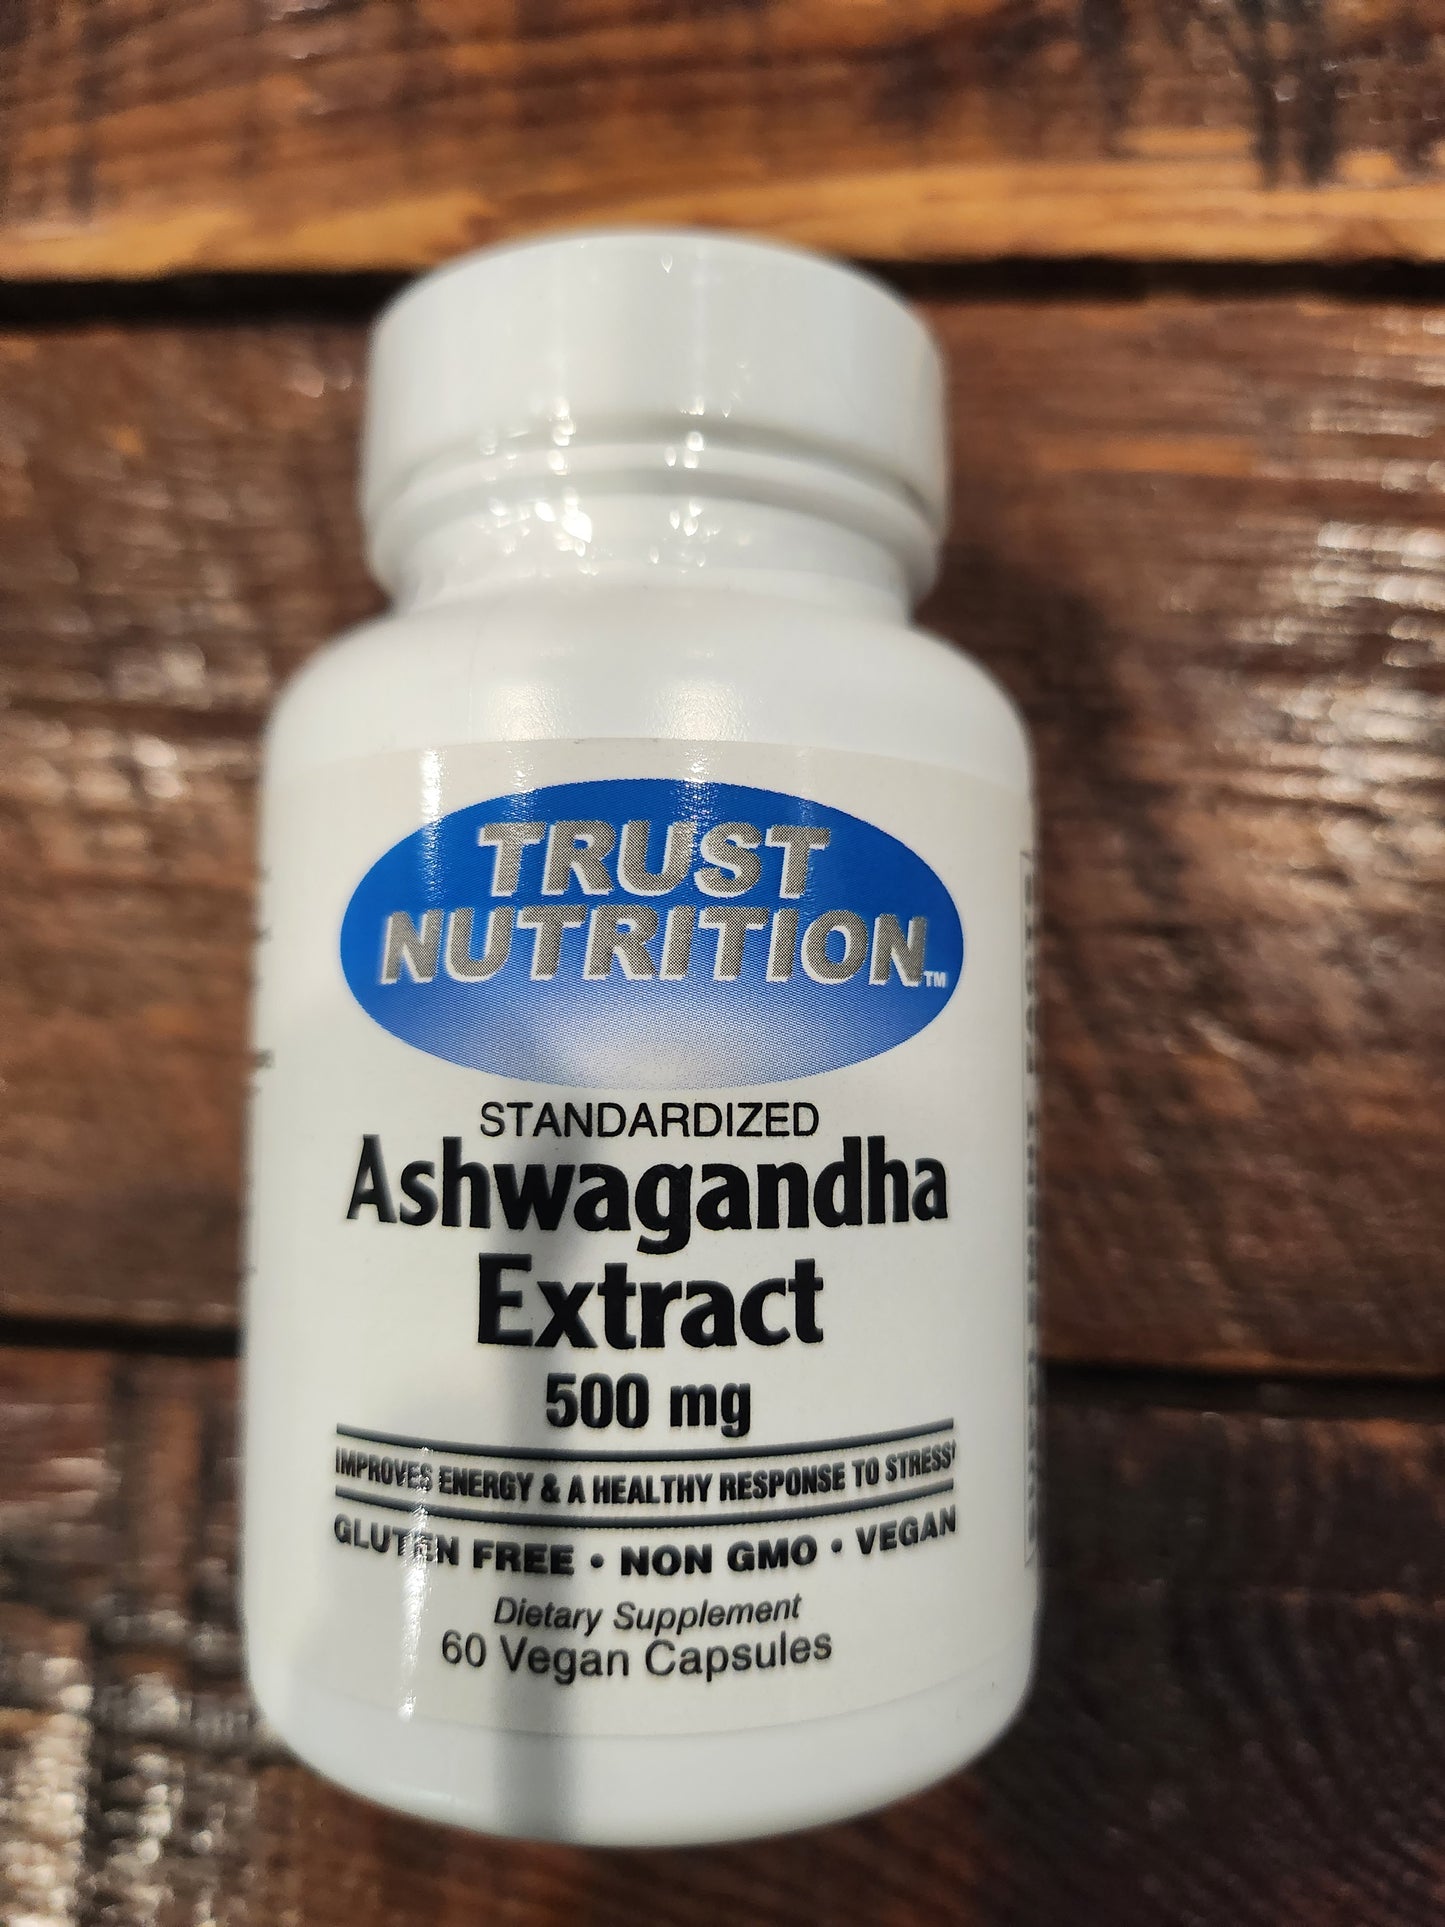 TRUST
NUTRITION™
STANDARDIZED
Ashwagandha
Extract
500 mg
IMPROVES ENERGY & A HEALTHY RESPONSE TO STRESS†
GLUTEN FREE • NON GMO • VEGAN
Dietary Supplement
60 Vegan Capsules